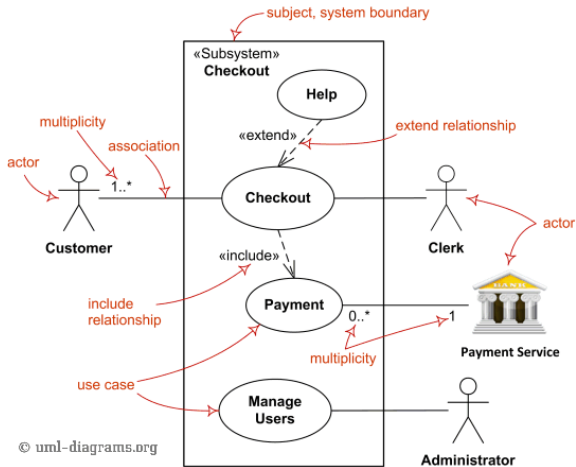 subject, system boundary
«Subsystem»
Checkout
Help
multiplicity
«extend»
extend relationship
association
actor
1..*
Checkout
Customer
Clerk
actor
«include»
include
relationship
Payment
BANK
0..*
1
multiplicity
Payment Service
use case
Manage
Users
© uml-diagrams.org
Administrator